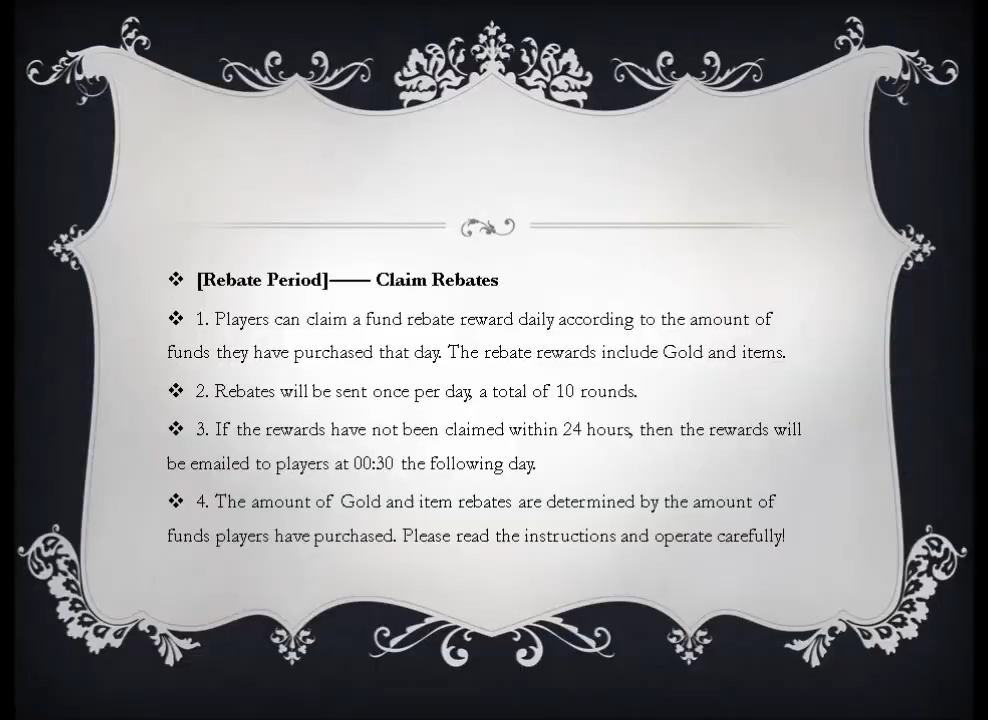 ❖ [Rebate Period]—— Claim Rebates
❖ 1. Players can claim a fund rebate reward daily according to the amount of
funds they have purchased that day. The rebate rewards include Gold and items.
❖ 2. Rebates will be sent once per day, a total of 10 rounds.
❖ 3. If the rewards have not been claimed within 24 hours, then the rewards will
be emailed to players at 00:30 the following day.
❖ 4. The amount of Gold and item rebates are determined by the amount of
funds players have purchased. Please read the instructions and operate carefully!